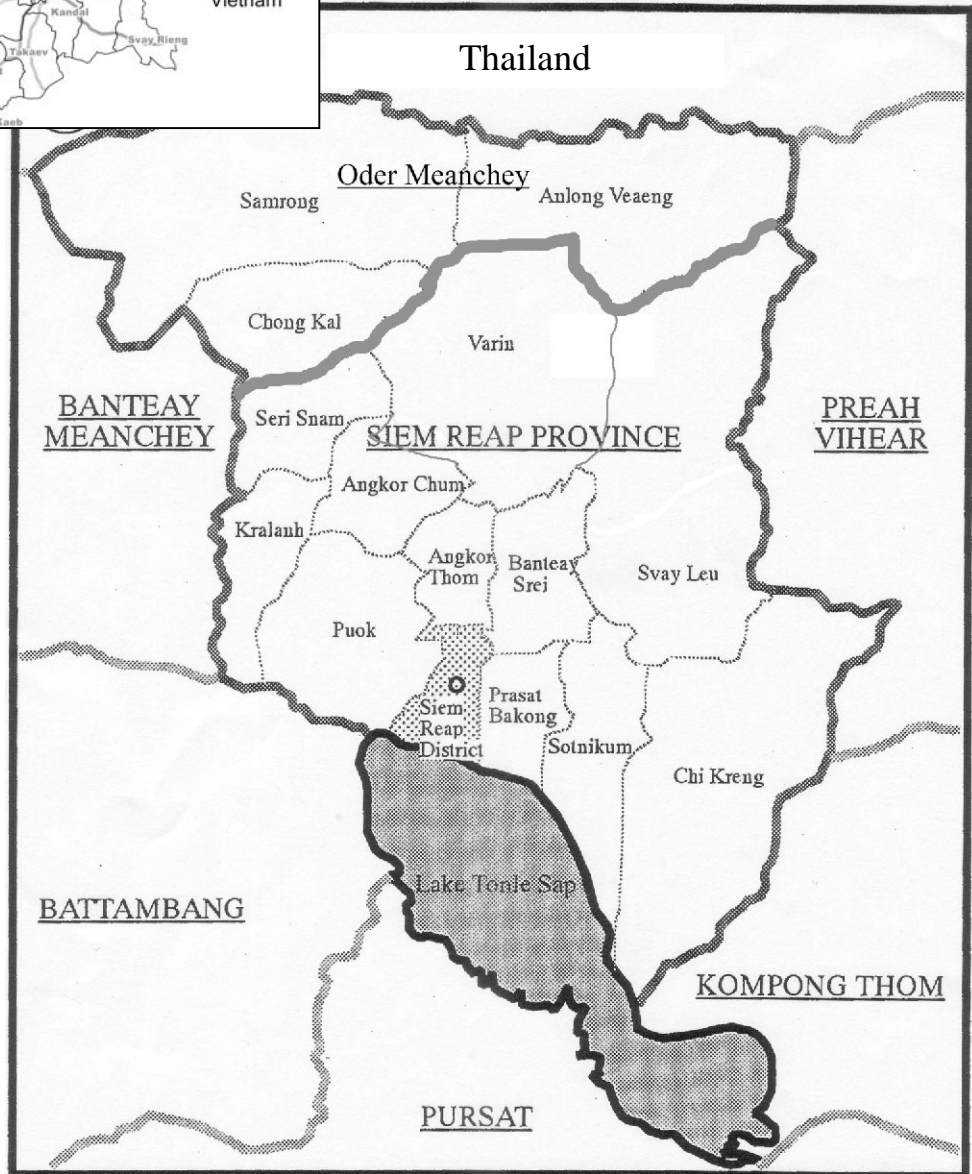 Vietnam
Kandal
Svay Rieng
Takaev
Kaeb
Thailand
Oder Meanchey
Samrong
Anlong Veaeng
Chong Kal
Varin
BANTEAY
MEANCHEY
Seri Snam
SIEM REAP PROVINCE
PREAH
VIHEAR
Angkor Chum
Kralanh
Angkor
Thom
Banteay
Srei
Svay Leu
Puok
Siem
Reap
District
Prasat
Bakong
Sotnikum
Chi Kreng
Lake Tonle Sap
BATTAMBANG
KOMPONG THOM
PURSAT